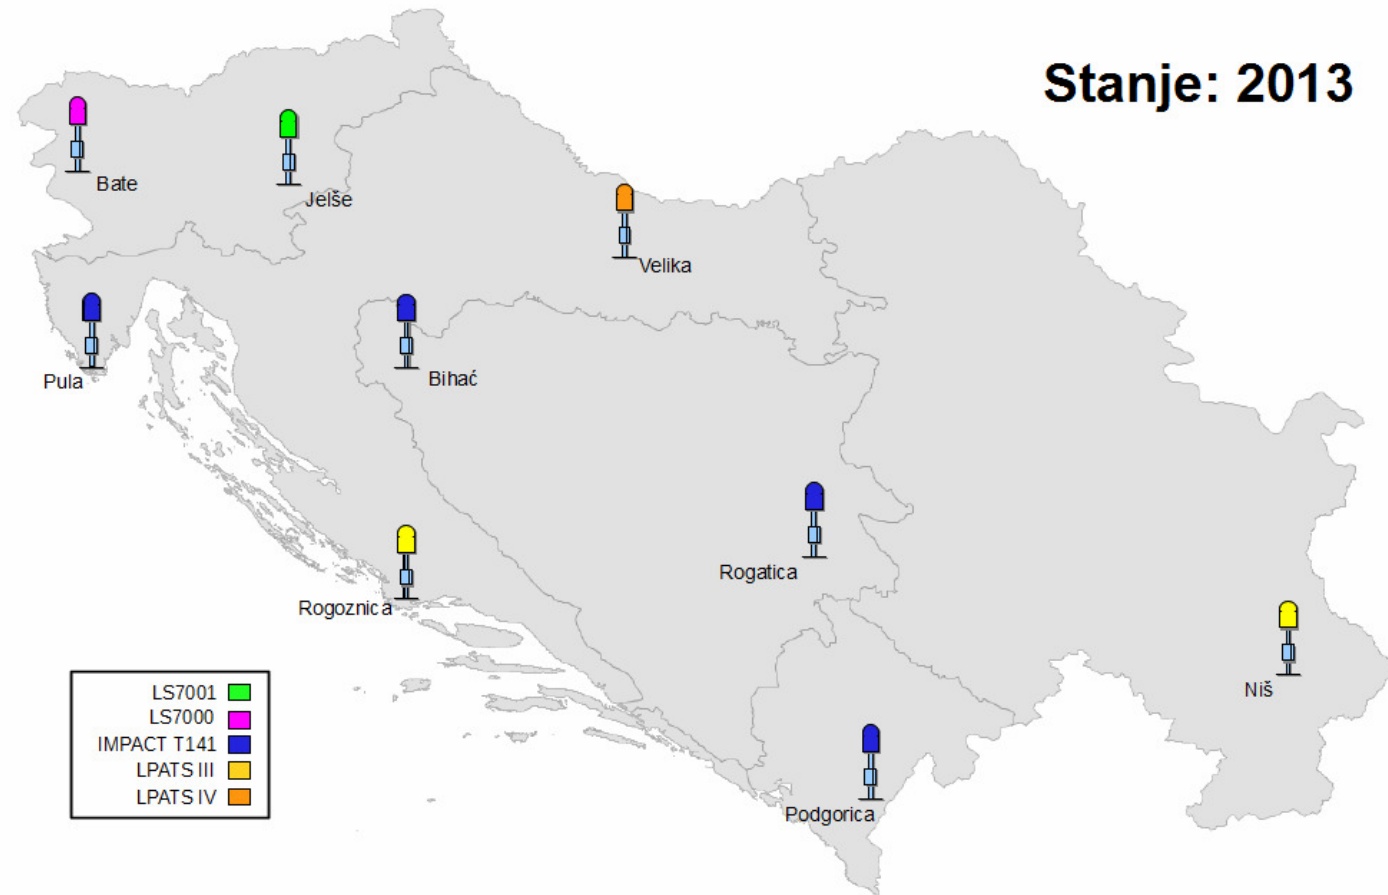 Stanje: 2013
Bate
Jelše
Velika
Pula
Bihać
Rogatica
Rogoznica
Niš
Podgorica
LS7001
LS7000
IMPACT T141
LPATS III
LPATS IV